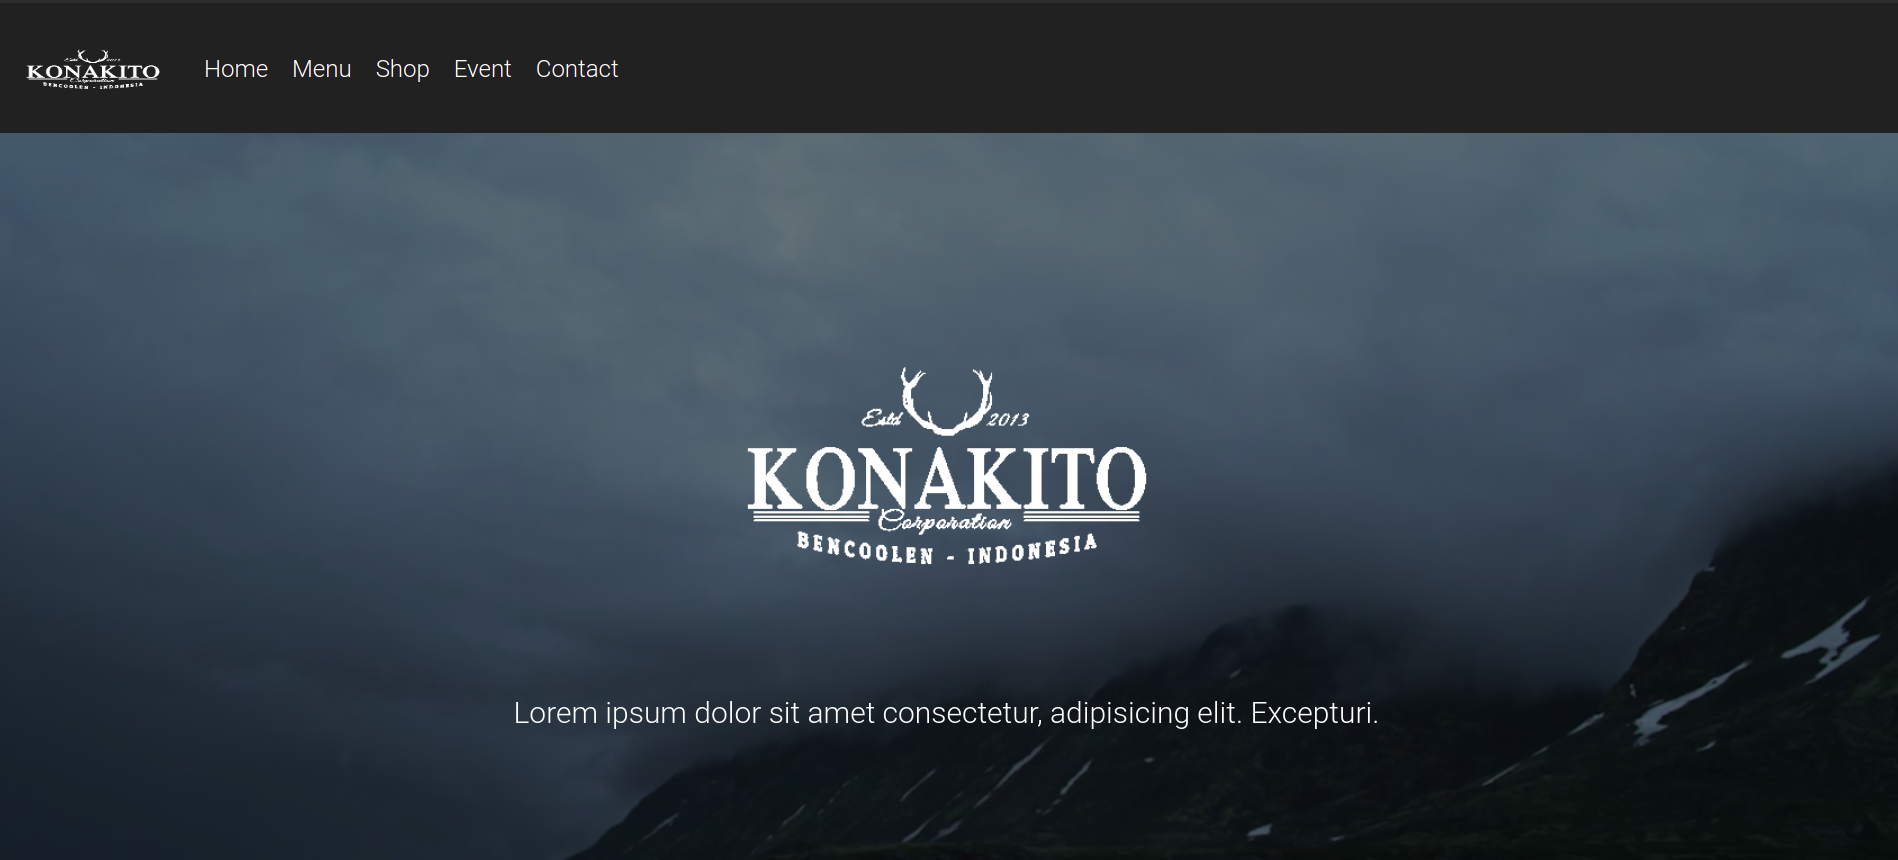 KONAKITO
BENCOOLEN - INDONESIA
Home Menu Shop Event Contact
Estd 2013
KONAKITO
Corporation
BENCOOLEN - INDONESIA
Lorem ipsum dolor sit amet consectetur, adipisicing elit. Excepturi.